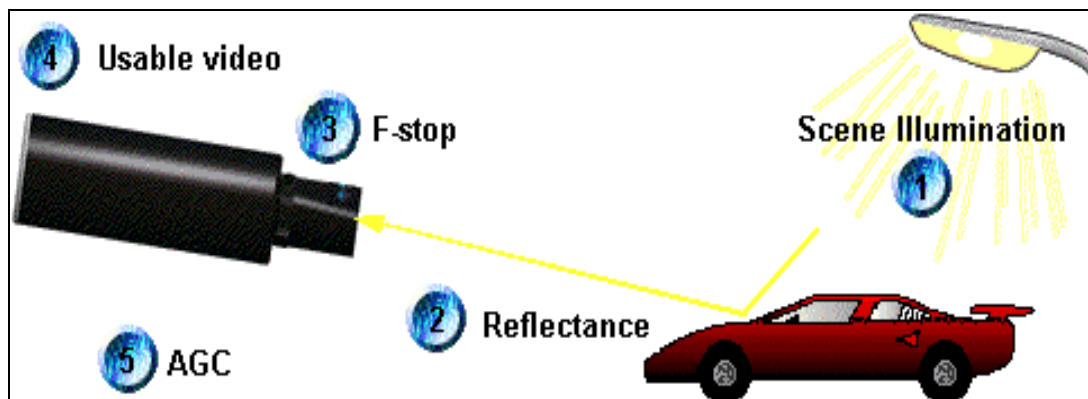 4 Usable video
3 F-stop
Scene Illumination
1
2 Reflectance
5 AGC